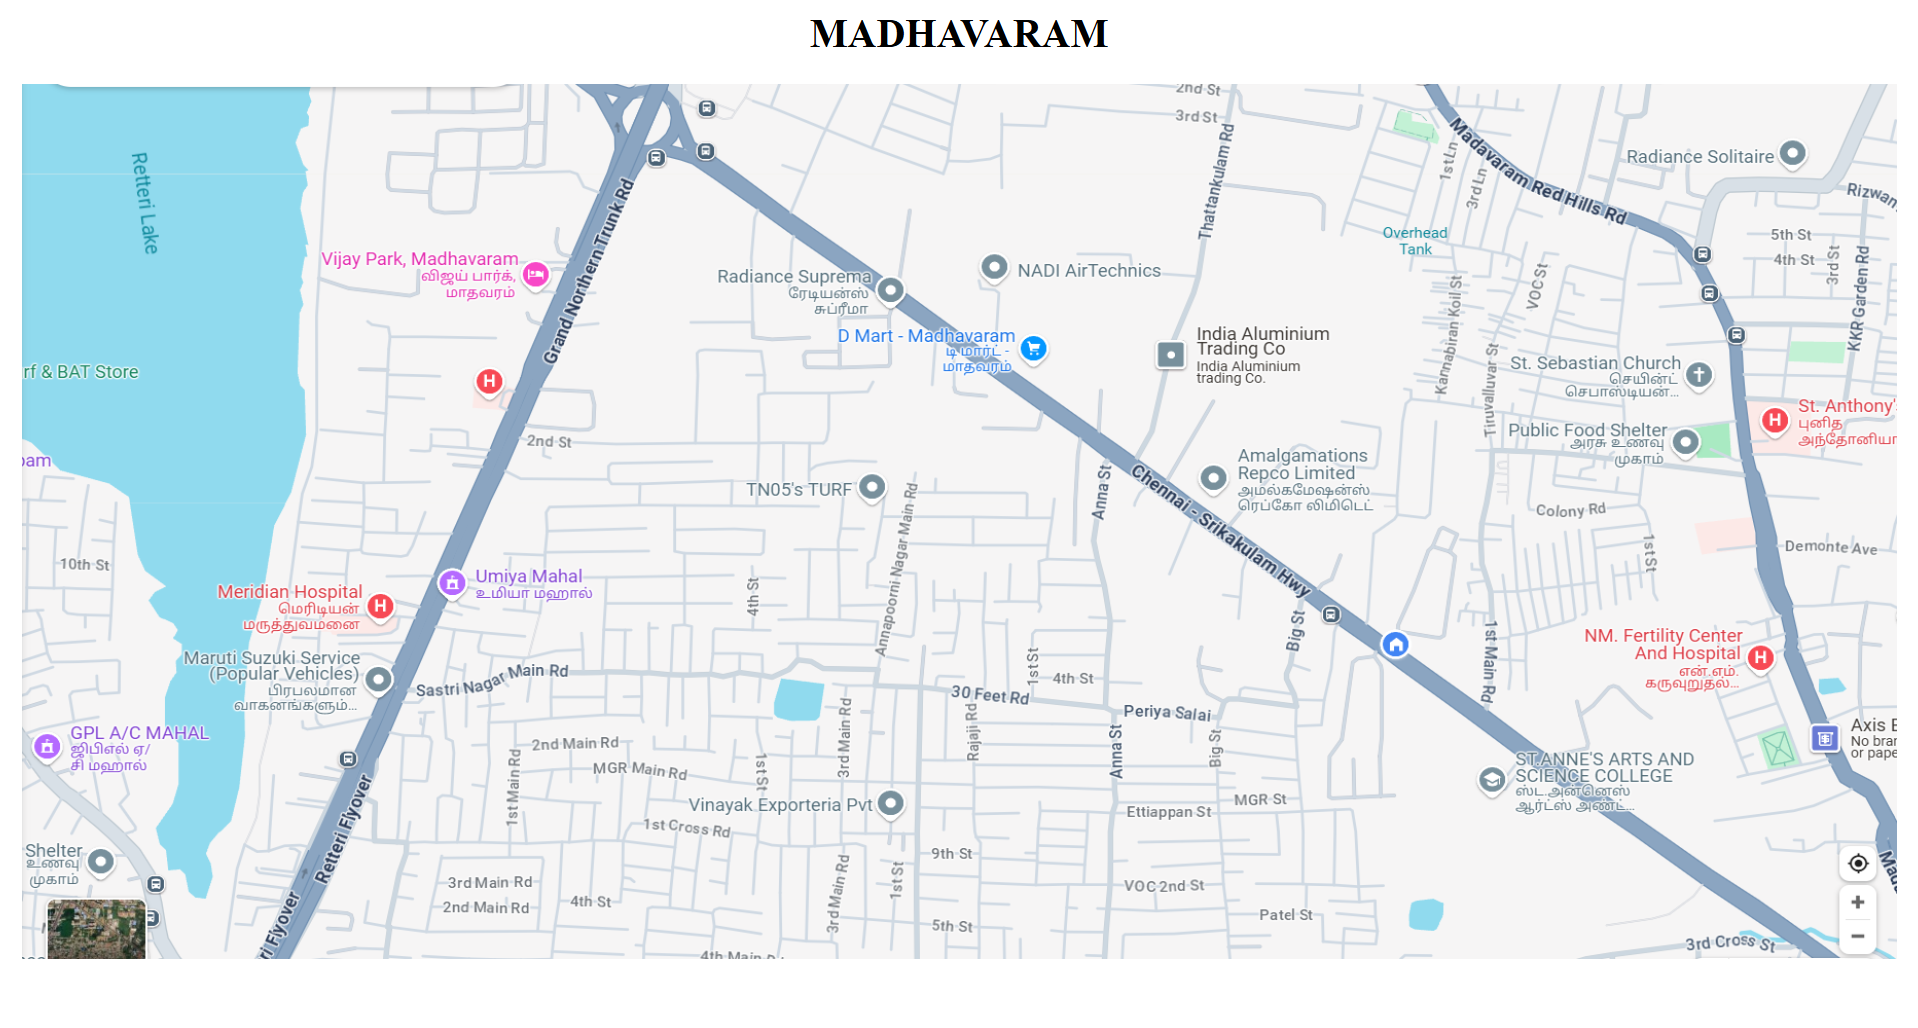 MADHAVARAM
2nd St
3rd St
Thattankulam Rd
Madavaram Red Hills Rd
1st Ln
3rd Ln
Radiance Solitaire
Retteri Lake
Grand Northern Trunk Rd
Overhead
Tank
5th St
4th St
3rd St
KKR Garden Rd
Vijay Park, Madhavaram
விஜய் பார்க்,
மாதவரம்
Radiance Suprema
ரேடியன்ஸ்
சுப்ரீமா
NADI AirTechnics
VOC St
Kannabiran Koil St
D Mart - Madhavaram
டி மார்ட் -
மாதவரம்
India Aluminium
Trading Co
India Aluminium
trading Co.
Tiruvalluvar St
St. Sebastian Church
செயின்ட்
செபாஸ்டியன்...
rf & BAT Store
St. Anthony's
புனித
அந்தோனியா
Public Food Shelter
அரசு உணவு
முகாம்
2nd St
TN05's TURF
Annapoorni Nagar Main Rd
Anna St
Chennai - Srikakulam Hwy
Amalgamations
Repco Limited
அமல்கமேஷன்ஸ்
ரெப்கோ லிமிடெட்
Colony Rd
1st St
Demonte Ave
10th St
Meridian Hospital
மெரிடியன்
மருத்துவமனை
Umiya Mahal
உமியா மஹால்
4th St
Big St
1st Main Rd
NM. Fertility Center
And Hospital
என்.எம்.
கருவுறுதல்...
Maruti Suzuki Service
(Popular Vehicles)
பிரபலமான
வாகனங்களும்...
Sastri Nagar Main Rd
1st St
4th St
30 Feet Rd
Periya Salai
GPL A/C MAHAL
ஜிபிஎல் ஏ/
சி மஹால்
2nd Main Rd
MGR Main Rd
1st Main Rd
1st St
3rd Main Rd
Rajaji Rd
Anna St
Big St
ST.ANNE'S ARTS AND
SCIENCE COLLEGE
ஸ்ட.அன்னெஸ்
ஆர்ட்ஸ் அண்ட்...
Axis B
No bran
or pape
Retteri Flyover
Vinayak Exporteria Pvt
1st Cross Rd
Ettiappan St
MGR St
Shelter
உணவு
முகாம்
3rd Main Rd
2nd Main Rd
4th St
3rd Main Rd
1st St
9th St
VOC 2nd St
5th St
Patel St
3rd Cross St
ri Flyover
4th Main Rd